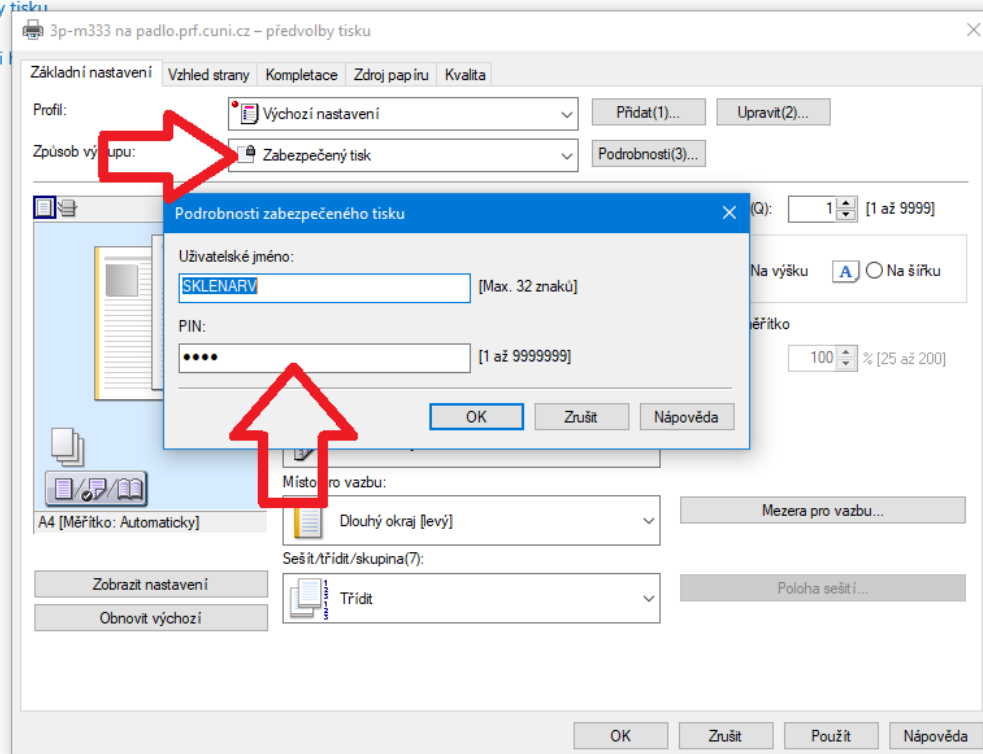 y tisku
3p-m333 na padlo.prf.cuni.cz – předvolby tisku
Základní nastavení Vzhled strany Kompletace Zdroj papíru Kvalita
Profil: Výchozí nastavení Přidat(1)... Upravit(2)...
Způsob Zabezpečený tisk Podrobnosti(3)...
Podrobnosti zabezpečeného tisku
(Q): 1 [1 až 9999]
Uživatelské jméno:
SKLENARV [Max. 32 znaků]
Na výšku A Na šířku
PIN:
•••• [1 až 9999999]
100 % [25 až 200]
OK Zrušit Nápověda
Místo pro vazbu:
Dlouhý okraj [levý] Mezera pro vazbu...
A4 [Měřítko: Automaticky]
Sešít/třídit/skupina(7):
Zobrazit nastavení Třídit Poloha sešití...
Obnovit výchozí
OK Zrušit Použít Nápověda